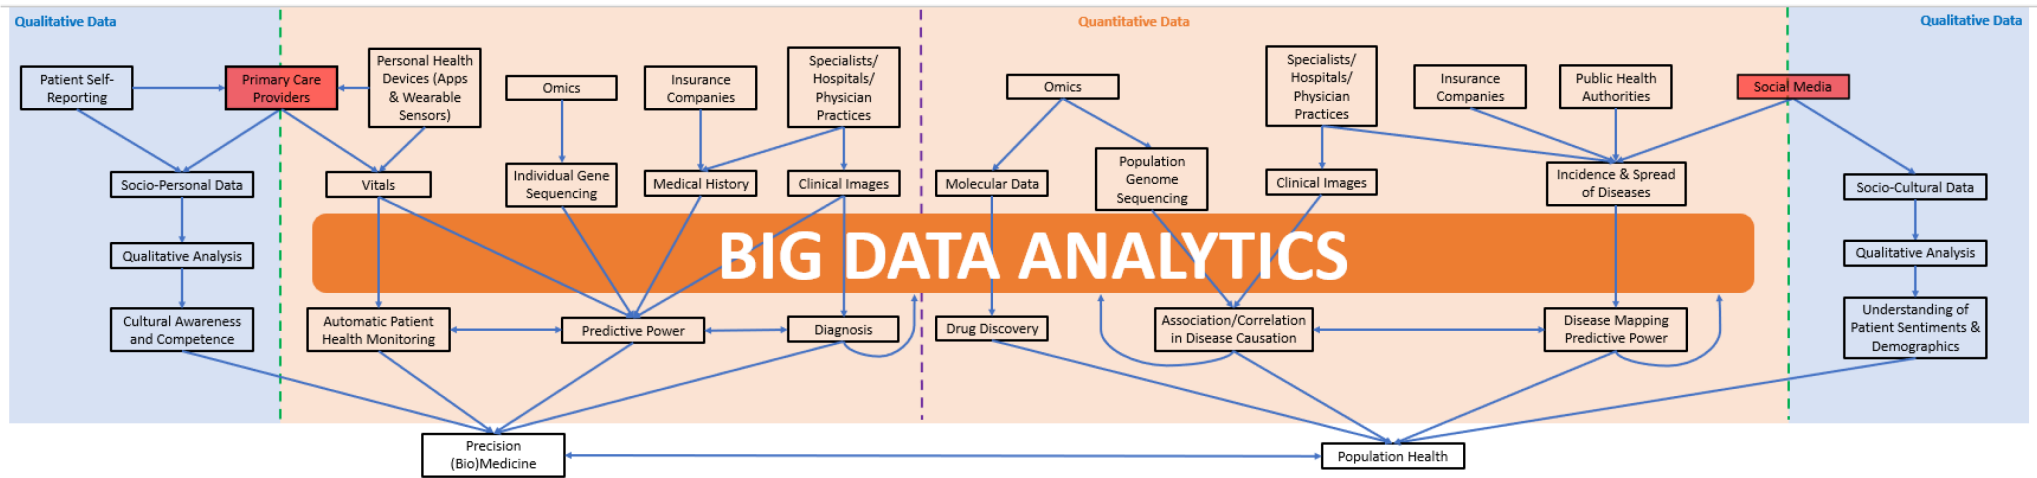 Qualitative Data
Quantitative Data
Qualitative Data
Patient Self-
Reporting
Primary Care
Providers
Personal Health
Devices (Apps
& Wearable
Sensors)
Omics
Insurance
Companies
Specialists/
Hospitals/
Physician
Practices
Omics
Specialists/
Hospitals/
Physician
Practices
Insurance
Companies
Public Health
Authorities
Social Media
Socio-Personal Data
Vitals
Individual Gene
Sequencing
Medical History
Clinical Images
Molecular Data
Population
Genome
Sequencing
Clinical Images
Incidence & Spread
of Diseases
Socio-Cultural Data
Qualitative Analysis
BIG DATA ANALYTICS
Qualitative Analysis
Cultural Awareness
and Competence
Automatic Patient
Health Monitoring
Predictive Power
Diagnosis
Drug Discovery
Association/Correlation
in Disease Causation
Disease Mapping
Predictive Power
Understanding of
Patient Sentiments &
Demographics
Precision
(Bio)Medicine
Population Health